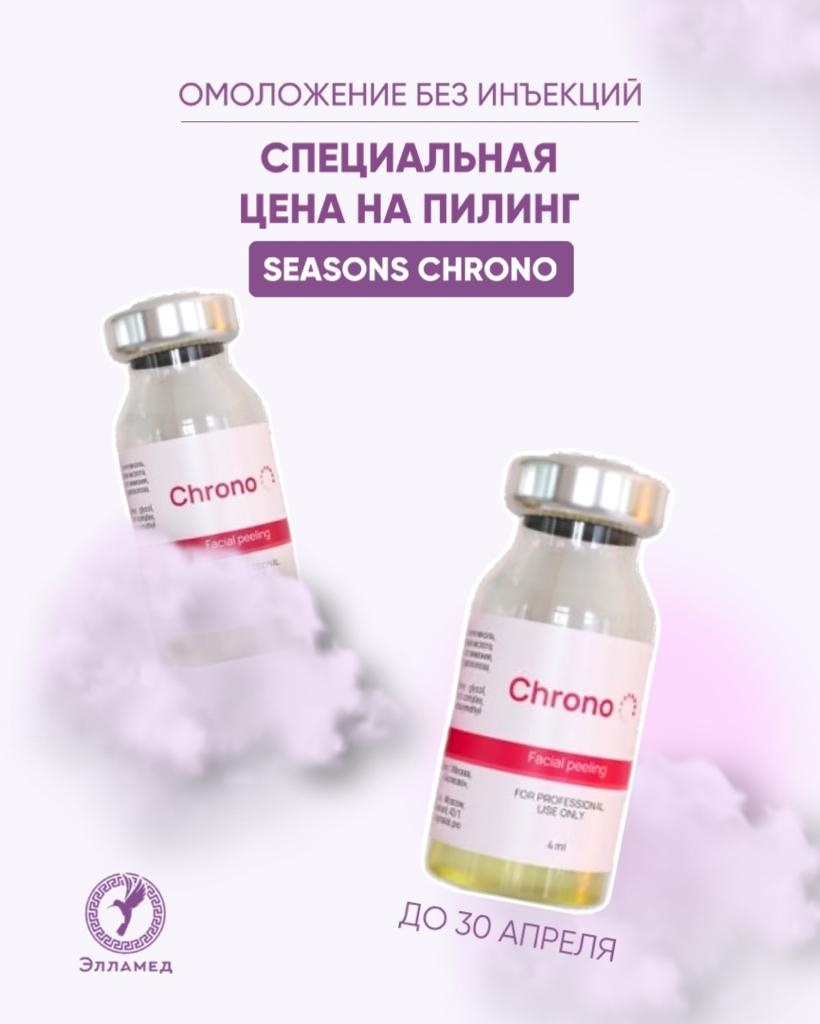 ОМОЛОЖЕНИЕ БЕЗ ИНЪЕКЦИЙ
СПЕЦИАЛЬНАЯ
ЦЕНА НА ПИЛИНГ
SEASONS CHRONO
Chrono
Facial peeling
Chrono
Facial peeling
FOR PROFESSIONAL
USE ONLY
4 ml
ДО 30 АПРЕЛЯ
ЭЛЛАМЕД